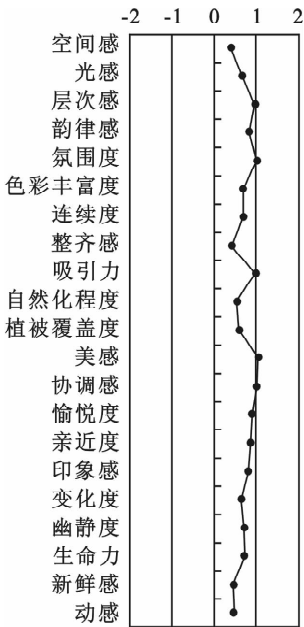 -2 -1 0 1 2
空间感
光感
层次感
韵律感
氛围度
色彩丰富度
连续度
整齐感
吸引力
自然化程度
植被覆盖度
美感
协调感
愉悦度
亲近度
印象感
变化度
幽静度
生命力
新鲜感
动感